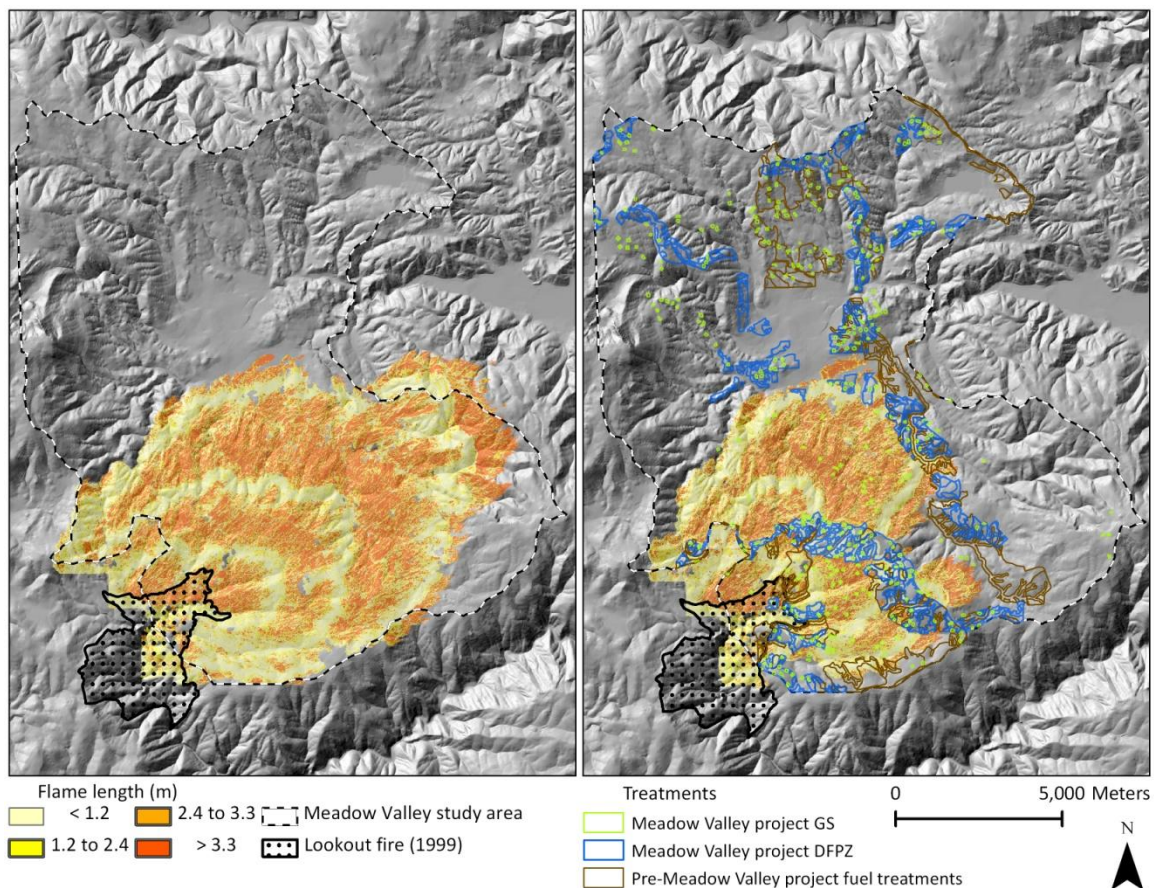 Flame length (m)
< 1.2
2.4 to 3.3
Meadow Valley study area
1.2 to 2.4
> 3.3
Lookout fire (1999)
Treatments
Meadow Valley project GS
Meadow Valley project DFPZ
Pre-Meadow Valley project fuel treatments
0 5,000 Meters
N